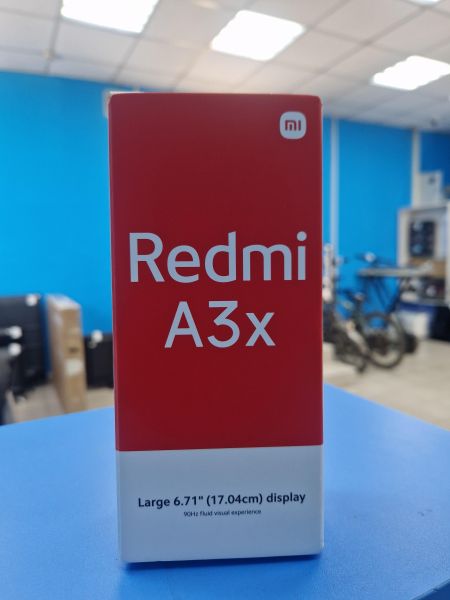 mi
Redmi
A3x
Large 6.71" (17.04cm) display
90Hz fluid visual experience